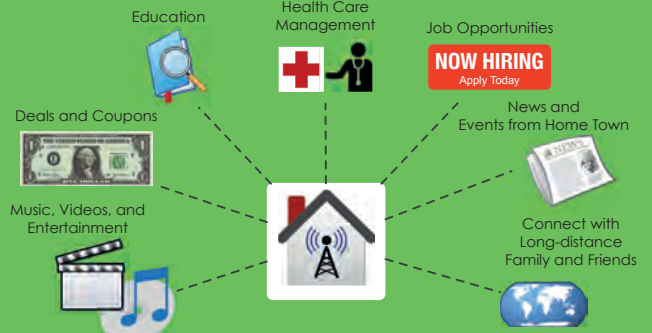 Education
Health Care
Management
Job Opportunities
NOW HIRING
Apply Today
Deals and Coupons
News and
Events from Home Town
NEWS
Music, Videos, and
Entertainment
Connect with
Long-distance
Family and Friends